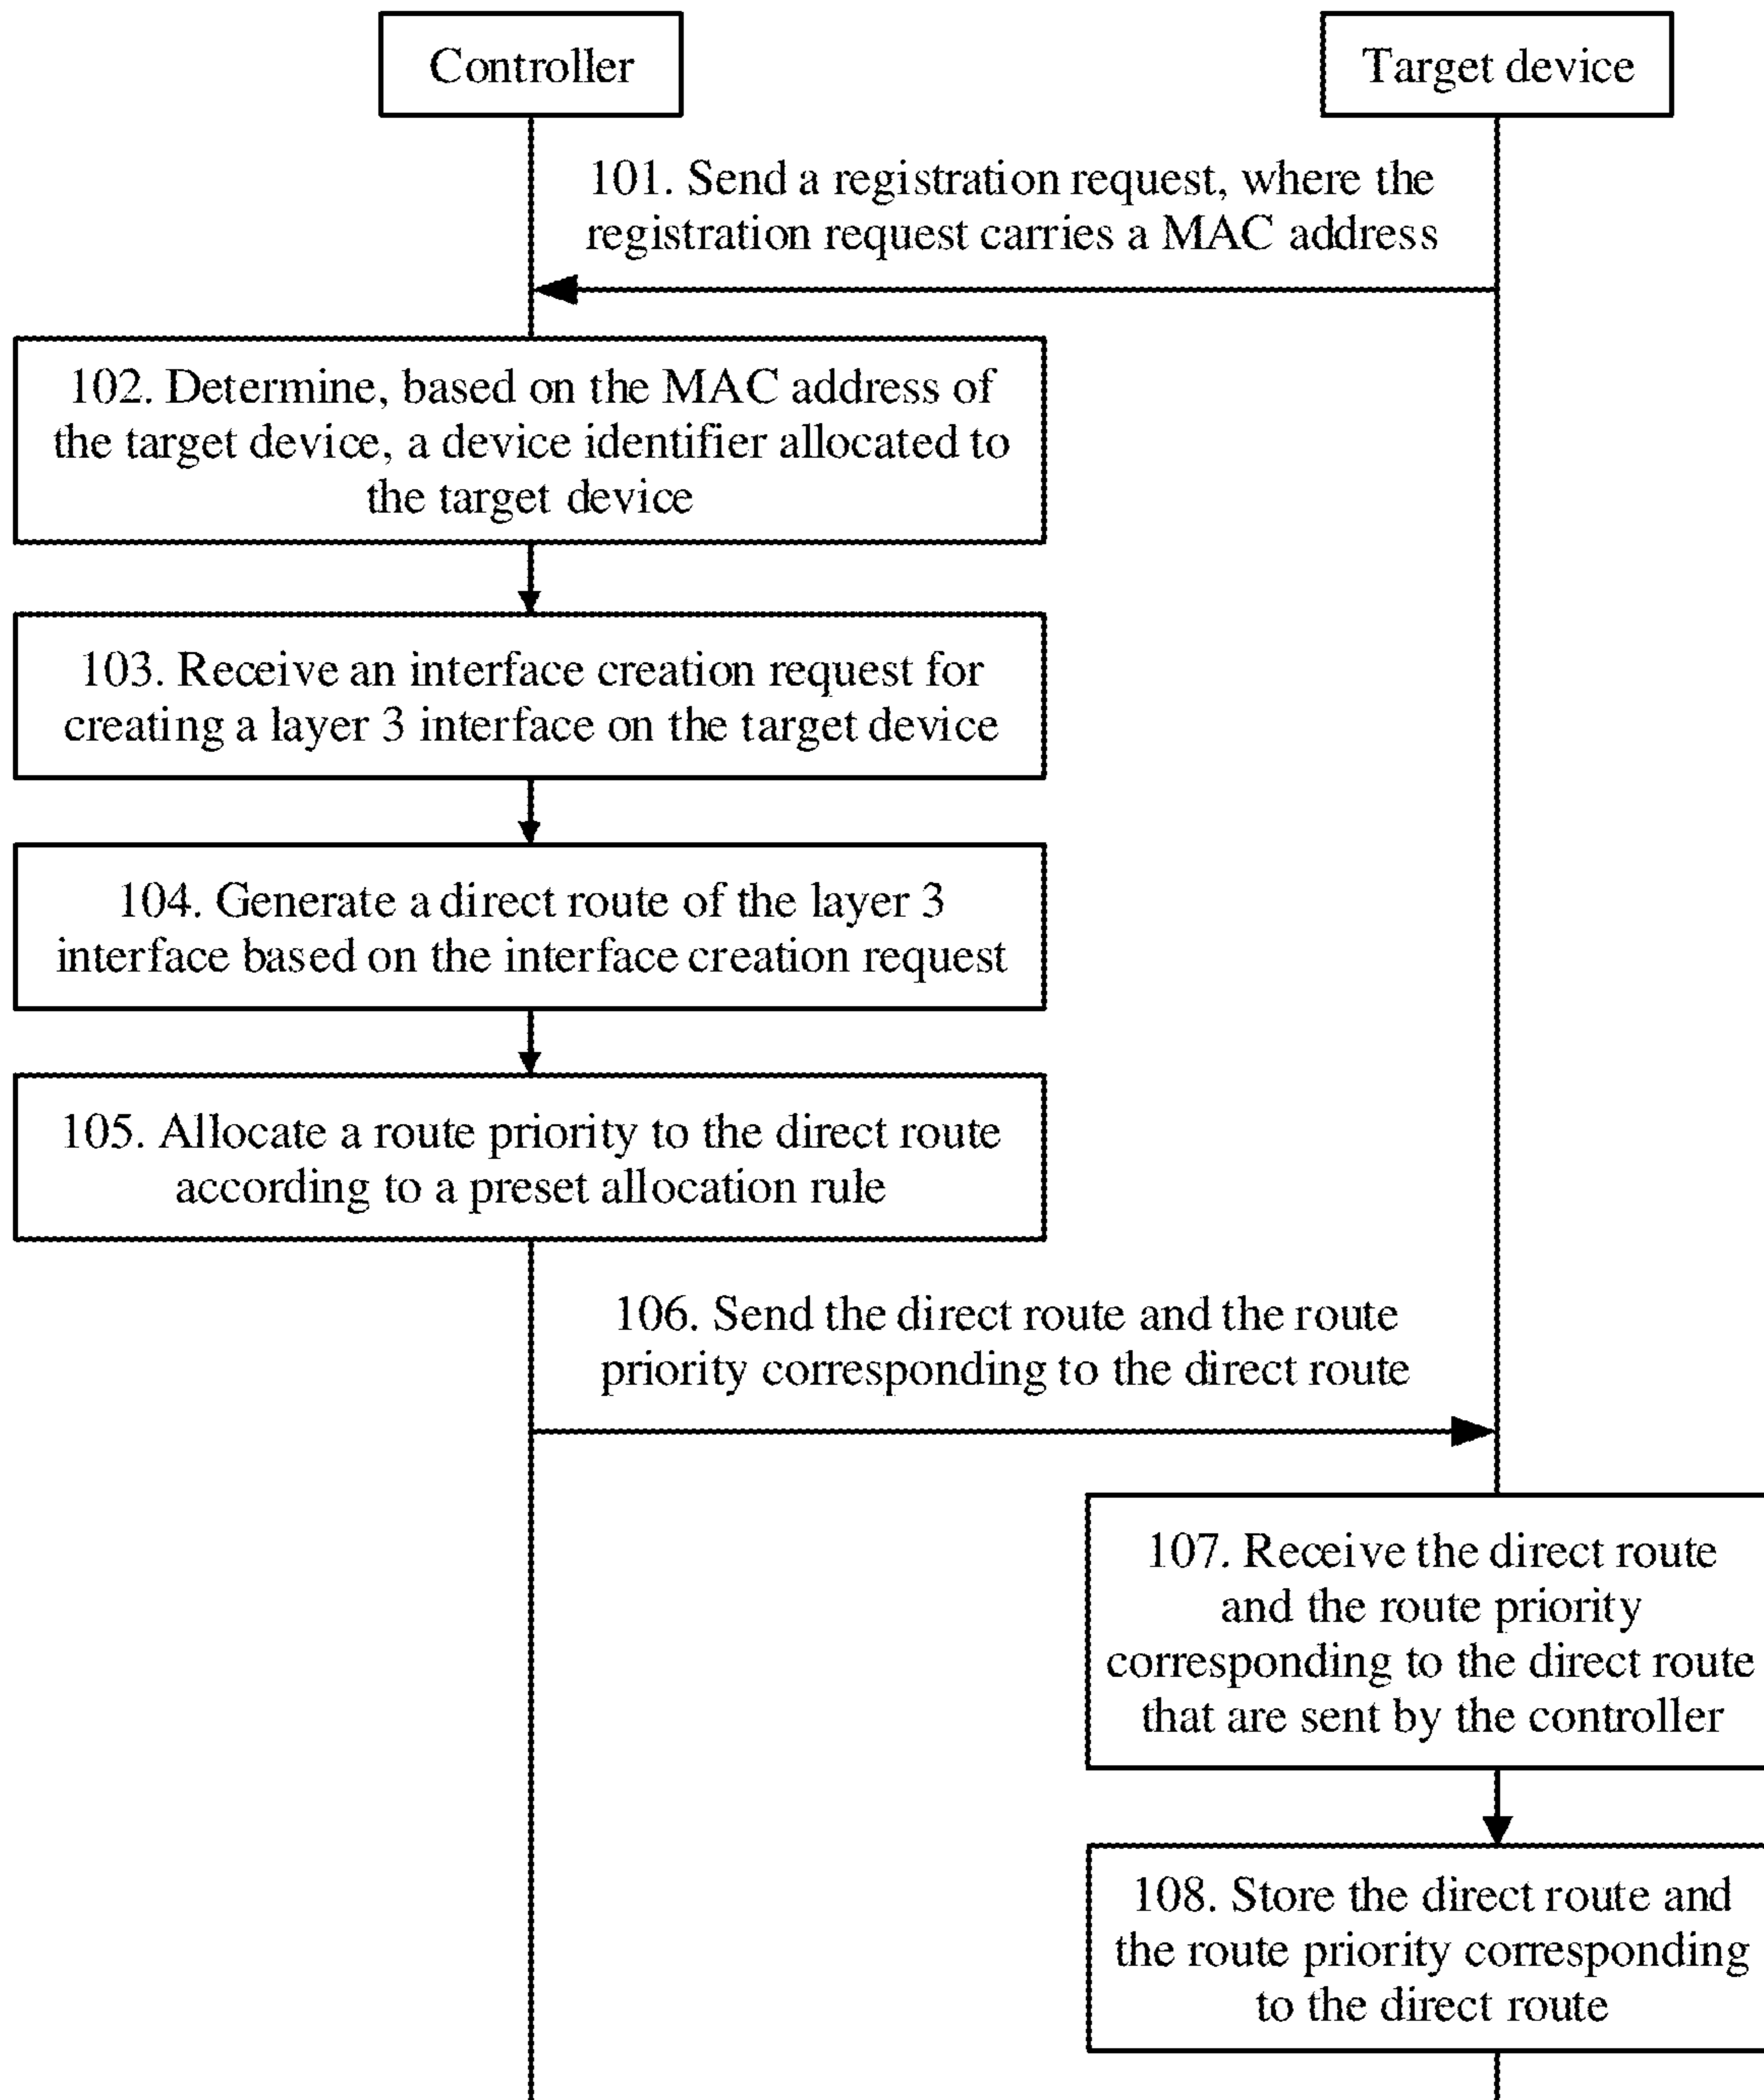 Controller
Target device
101. Send a registration request, where the
registration request carries a MAC address
102. Determine, based on the MAC address of
the target device, a device identifier allocated to
the target device
103. Receive an interface creation request for
creating a layer 3 interface on the target device
104. Generate a direct route of the layer 3
interface based on the interface creation request
105. Allocate a route priority to the direct route
according to a preset allocation rule
106. Send the direct route and the route
priority corresponding to the direct route
107. Receive the direct route
and the route priority
corresponding to the direct route
that are sent by the controller
108. Store the direct route and
the route priority corresponding
to the direct route